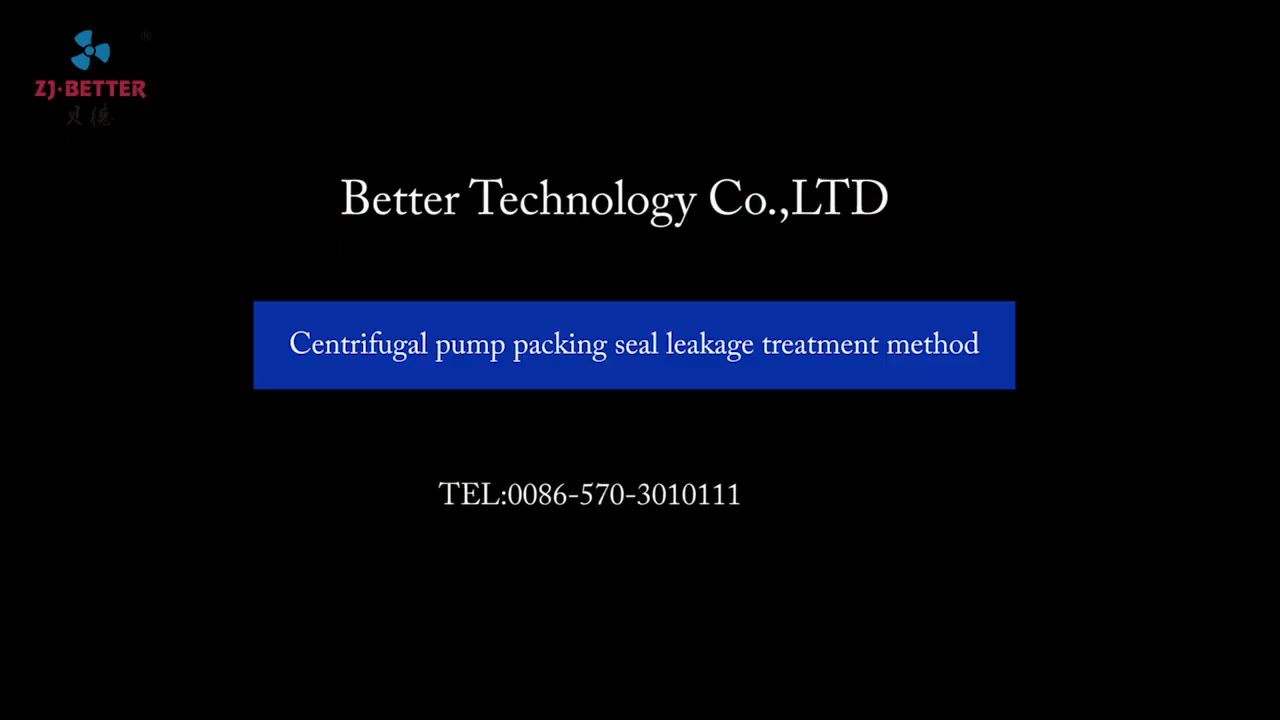 ®
ZJ·BETTER
贝德
Better Technology Co.,LTD
Centrifugal pump packing seal leakage treatment method
TEL:0086-570-3010111